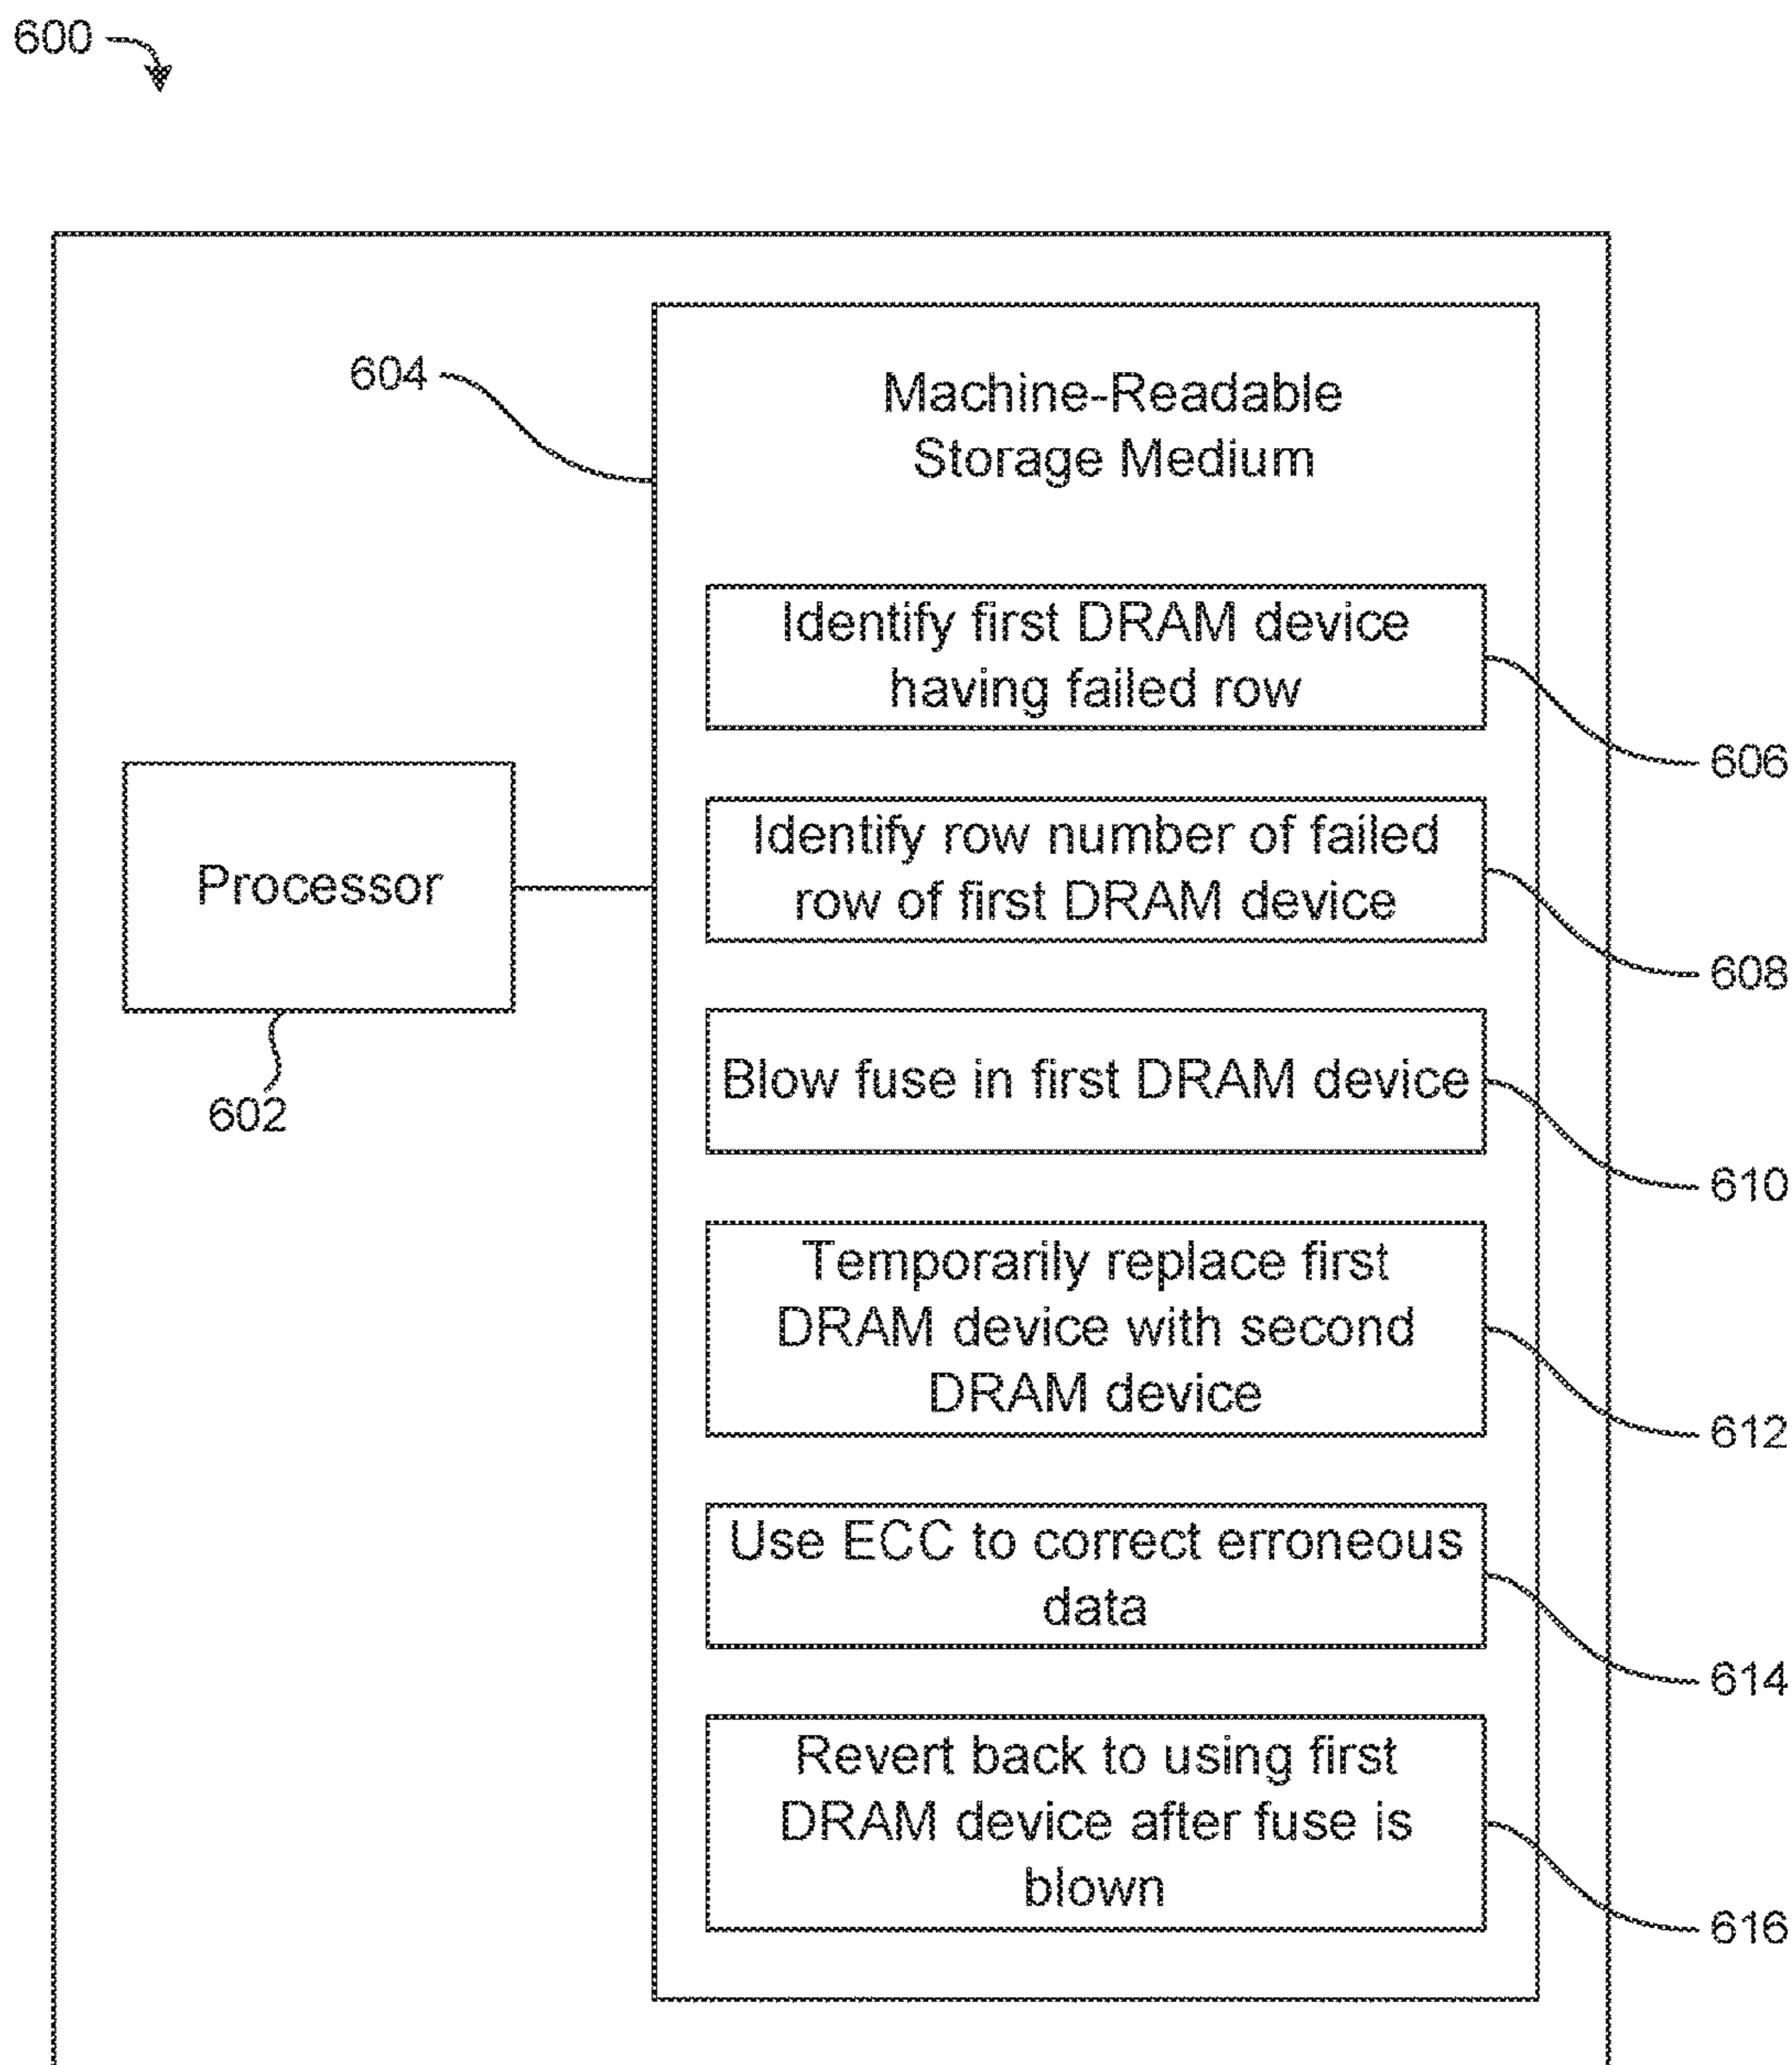 600
604
Machine-Readable
Storage Medium
Identify first DRAM device
having failed row
606
Identify row number of failed
row of first DRAM device
608
Processor
602
Blow fuse in first DRAM device
610
Temporarily replace first
DRAM device with second
DRAM device
612
Use ECC to correct erroneous
data
614
Revert back to using first
DRAM device after fuse is
blown
616